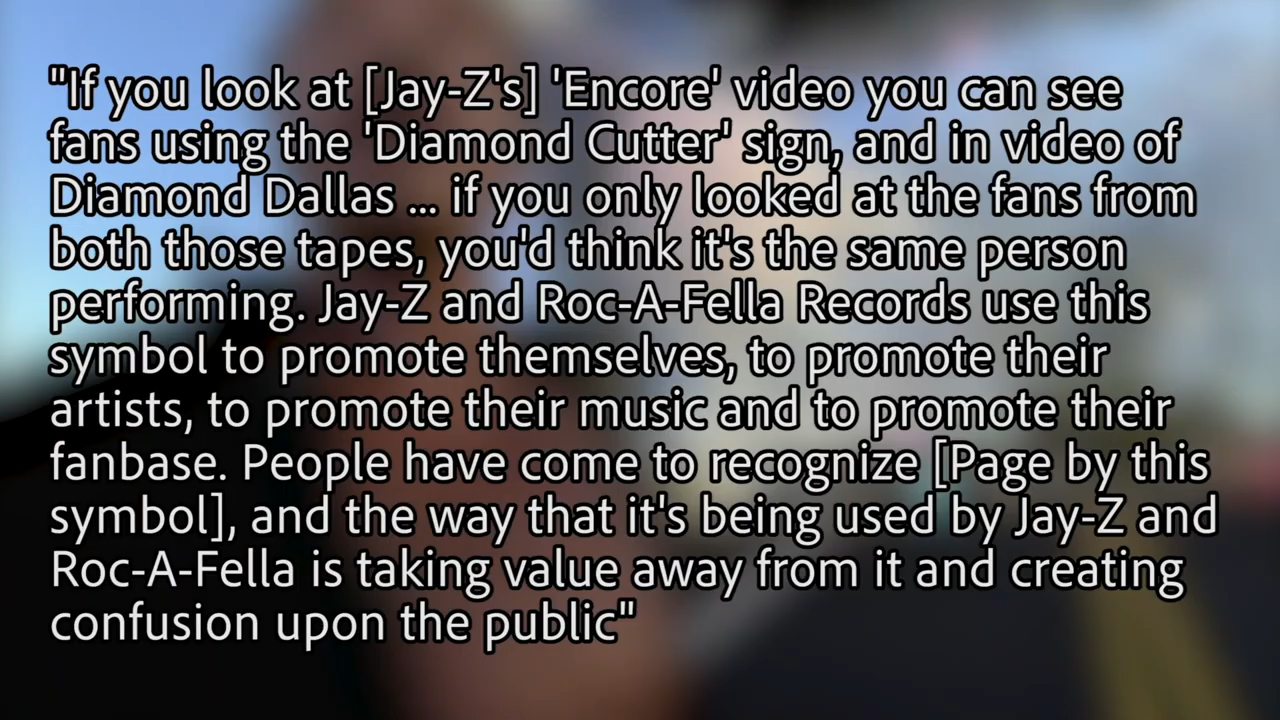 "If you look at [Jay-Z's] 'Encore' video you can see
fans using the 'Diamond Cutter' sign, and in video of
Diamond Dallas ... if you only looked at the fans from
both those tapes, you'd think it's the same person
performing. Jay-Z and Roc-A-Fella Records use this
symbol to promote themselves, to promote their
artists, to promote their music and to promote their
fanbase. People have come to recognize [Page by this
symbol], and the way that it's being used by Jay-Z and
Roc-A-Fella is taking value away from it and creating
confusion upon the public"